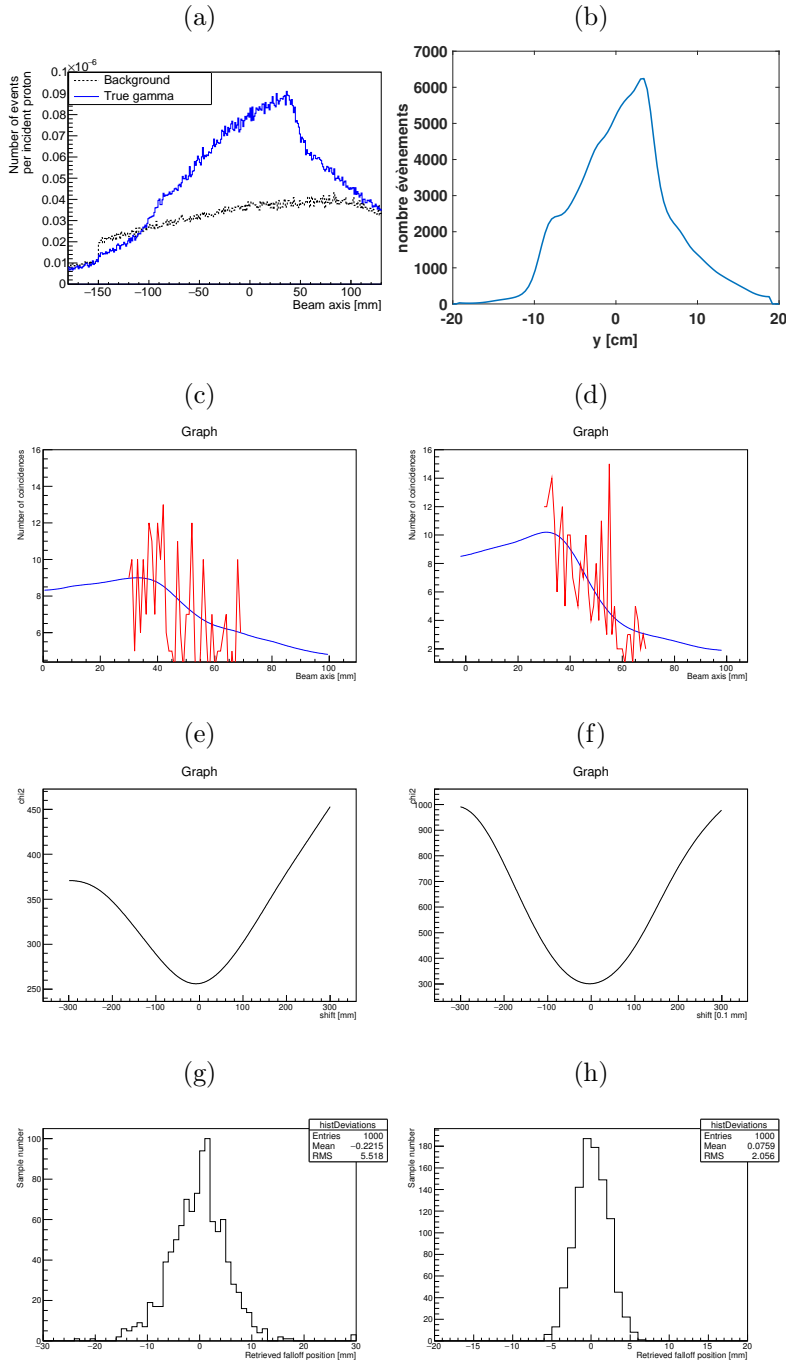 (a)
(b)
×10⁻⁶
0.1
0.09
0.08
0.07
0.06
0.05
0.04
0.03
0.02
0.01
0
Number of events
per incident proton
Background
True gamma
−150 −100 −50 0 50 100
Beam axis [mm]
7000
6000
5000
4000
3000
2000
1000
0
nombre évènements
-20 -10 0 10 20
y [cm]
(c)
(d)
Graph
16
14
12
10
8
6
Number of coincidences
0 20 40 60 80 100
Beam axis [mm]
Graph
16
14
12
10
8
6
4
2
Number of coincidences
0 20 40 60 80 100
Beam axis [mm]
(e)
(f)
Graph
chi2
450
400
350
300
250
−300 −200 −100 0 100 200 300
shift [mm]
Graph
chi2
1000
900
800
700
600
500
400
300
−300 −200 −100 0 100 200 300
shift [0.1 mm]
(g)
(h)
histDeviations
Entries 1000
Mean −0.2215
RMS 5.518
Sample number
100
80
60
40
20
0
−30 −20 −10 0 10 20 30
Retrieved falloff position [mm]
histDeviations
Entries 1000
Mean 0.0759
RMS 2.056
Sample number
180
160
140
120
100
80
60
40
20
0
−20 −15 −10 −5 0 5 10 15 20
Retrieved falloff position [mm]